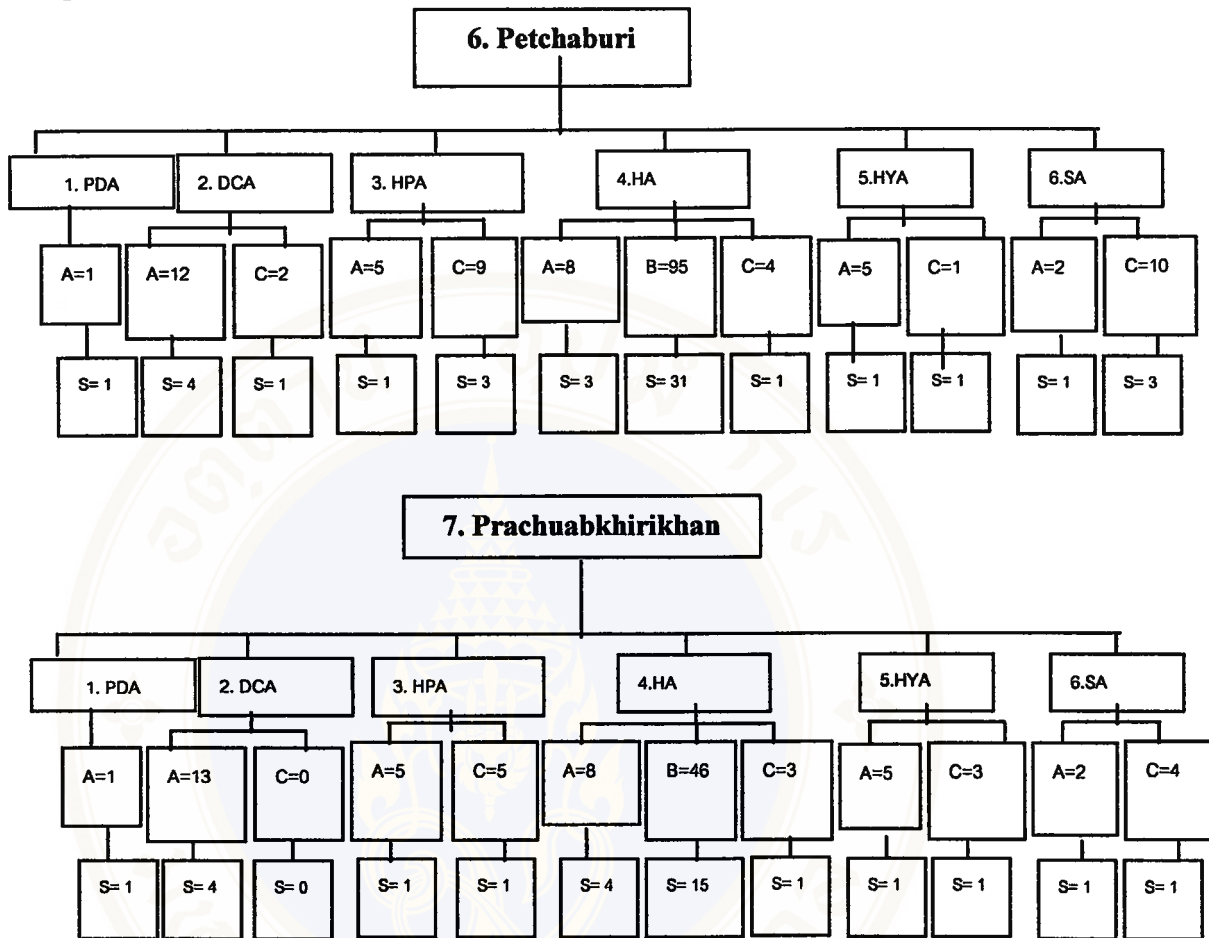 6. Petchaburi
1. PDA 2. DCA 3. HPA 4.HA 5.HYA 6.SA
A=1 A=12 C=2 A=5 C=9 A=8 B=95 C=4 A=5 C=1 A=2 C=10
S= 1 S= 4 S= 1 S= 1 S= 3 S= 3 S= 31 S= 1 S= 1 S= 1 S= 1 S= 3
7. Prachuabkhirikhan
1. PDA 2. DCA 3. HPA 4.HA 5.HYA 6.SA
A=1 A=13 C=0 A=5 C=5 A=8 B=46 C=3 A=5 C=3 A=2 C=4
S= 1 S= 4 S= 0 S= 1 S= 1 S= 4 S= 15 S= 1 S= 1 S= 1 S= 1 S= 1